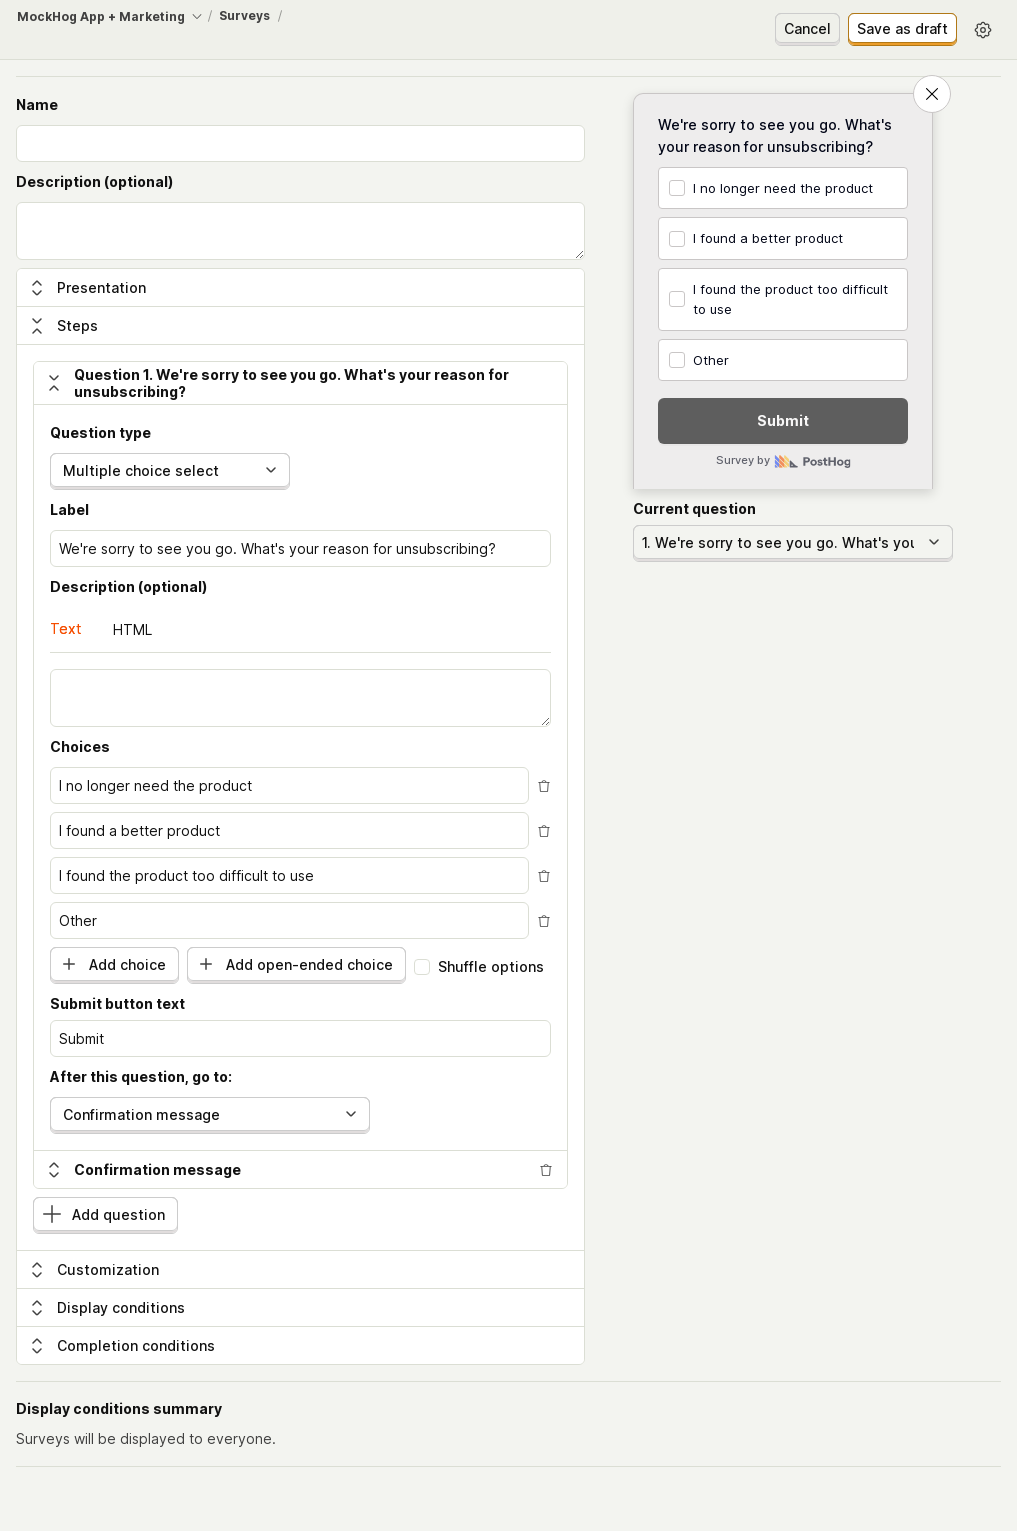 MockHog App + Marketing / Surveys /
Cancel
Save as draft
Name
Description (optional)
Presentation
Steps
Question 1. We're sorry to see you go. What's your reason for
unsubscribing?
Question type
Multiple choice select
Label
We're sorry to see you go. What's your reason for unsubscribing?
Description (optional)
Text
HTML
Choices
I no longer need the product
I found a better product
I found the product too difficult to use
Other
Add choice
Add open-ended choice
Shuffle options
Submit button text
Submit
After this question, go to:
Confirmation message
Confirmation message
Add question
Customization
Display conditions
Completion conditions
We're sorry to see you go. What's
your reason for unsubscribing?
I no longer need the product
I found a better product
I found the product too difficult
to use
Other
Submit
Survey by PostHog
Current question
1. We're sorry to see you go. What's you
Display conditions summary
Surveys will be displayed to everyone.